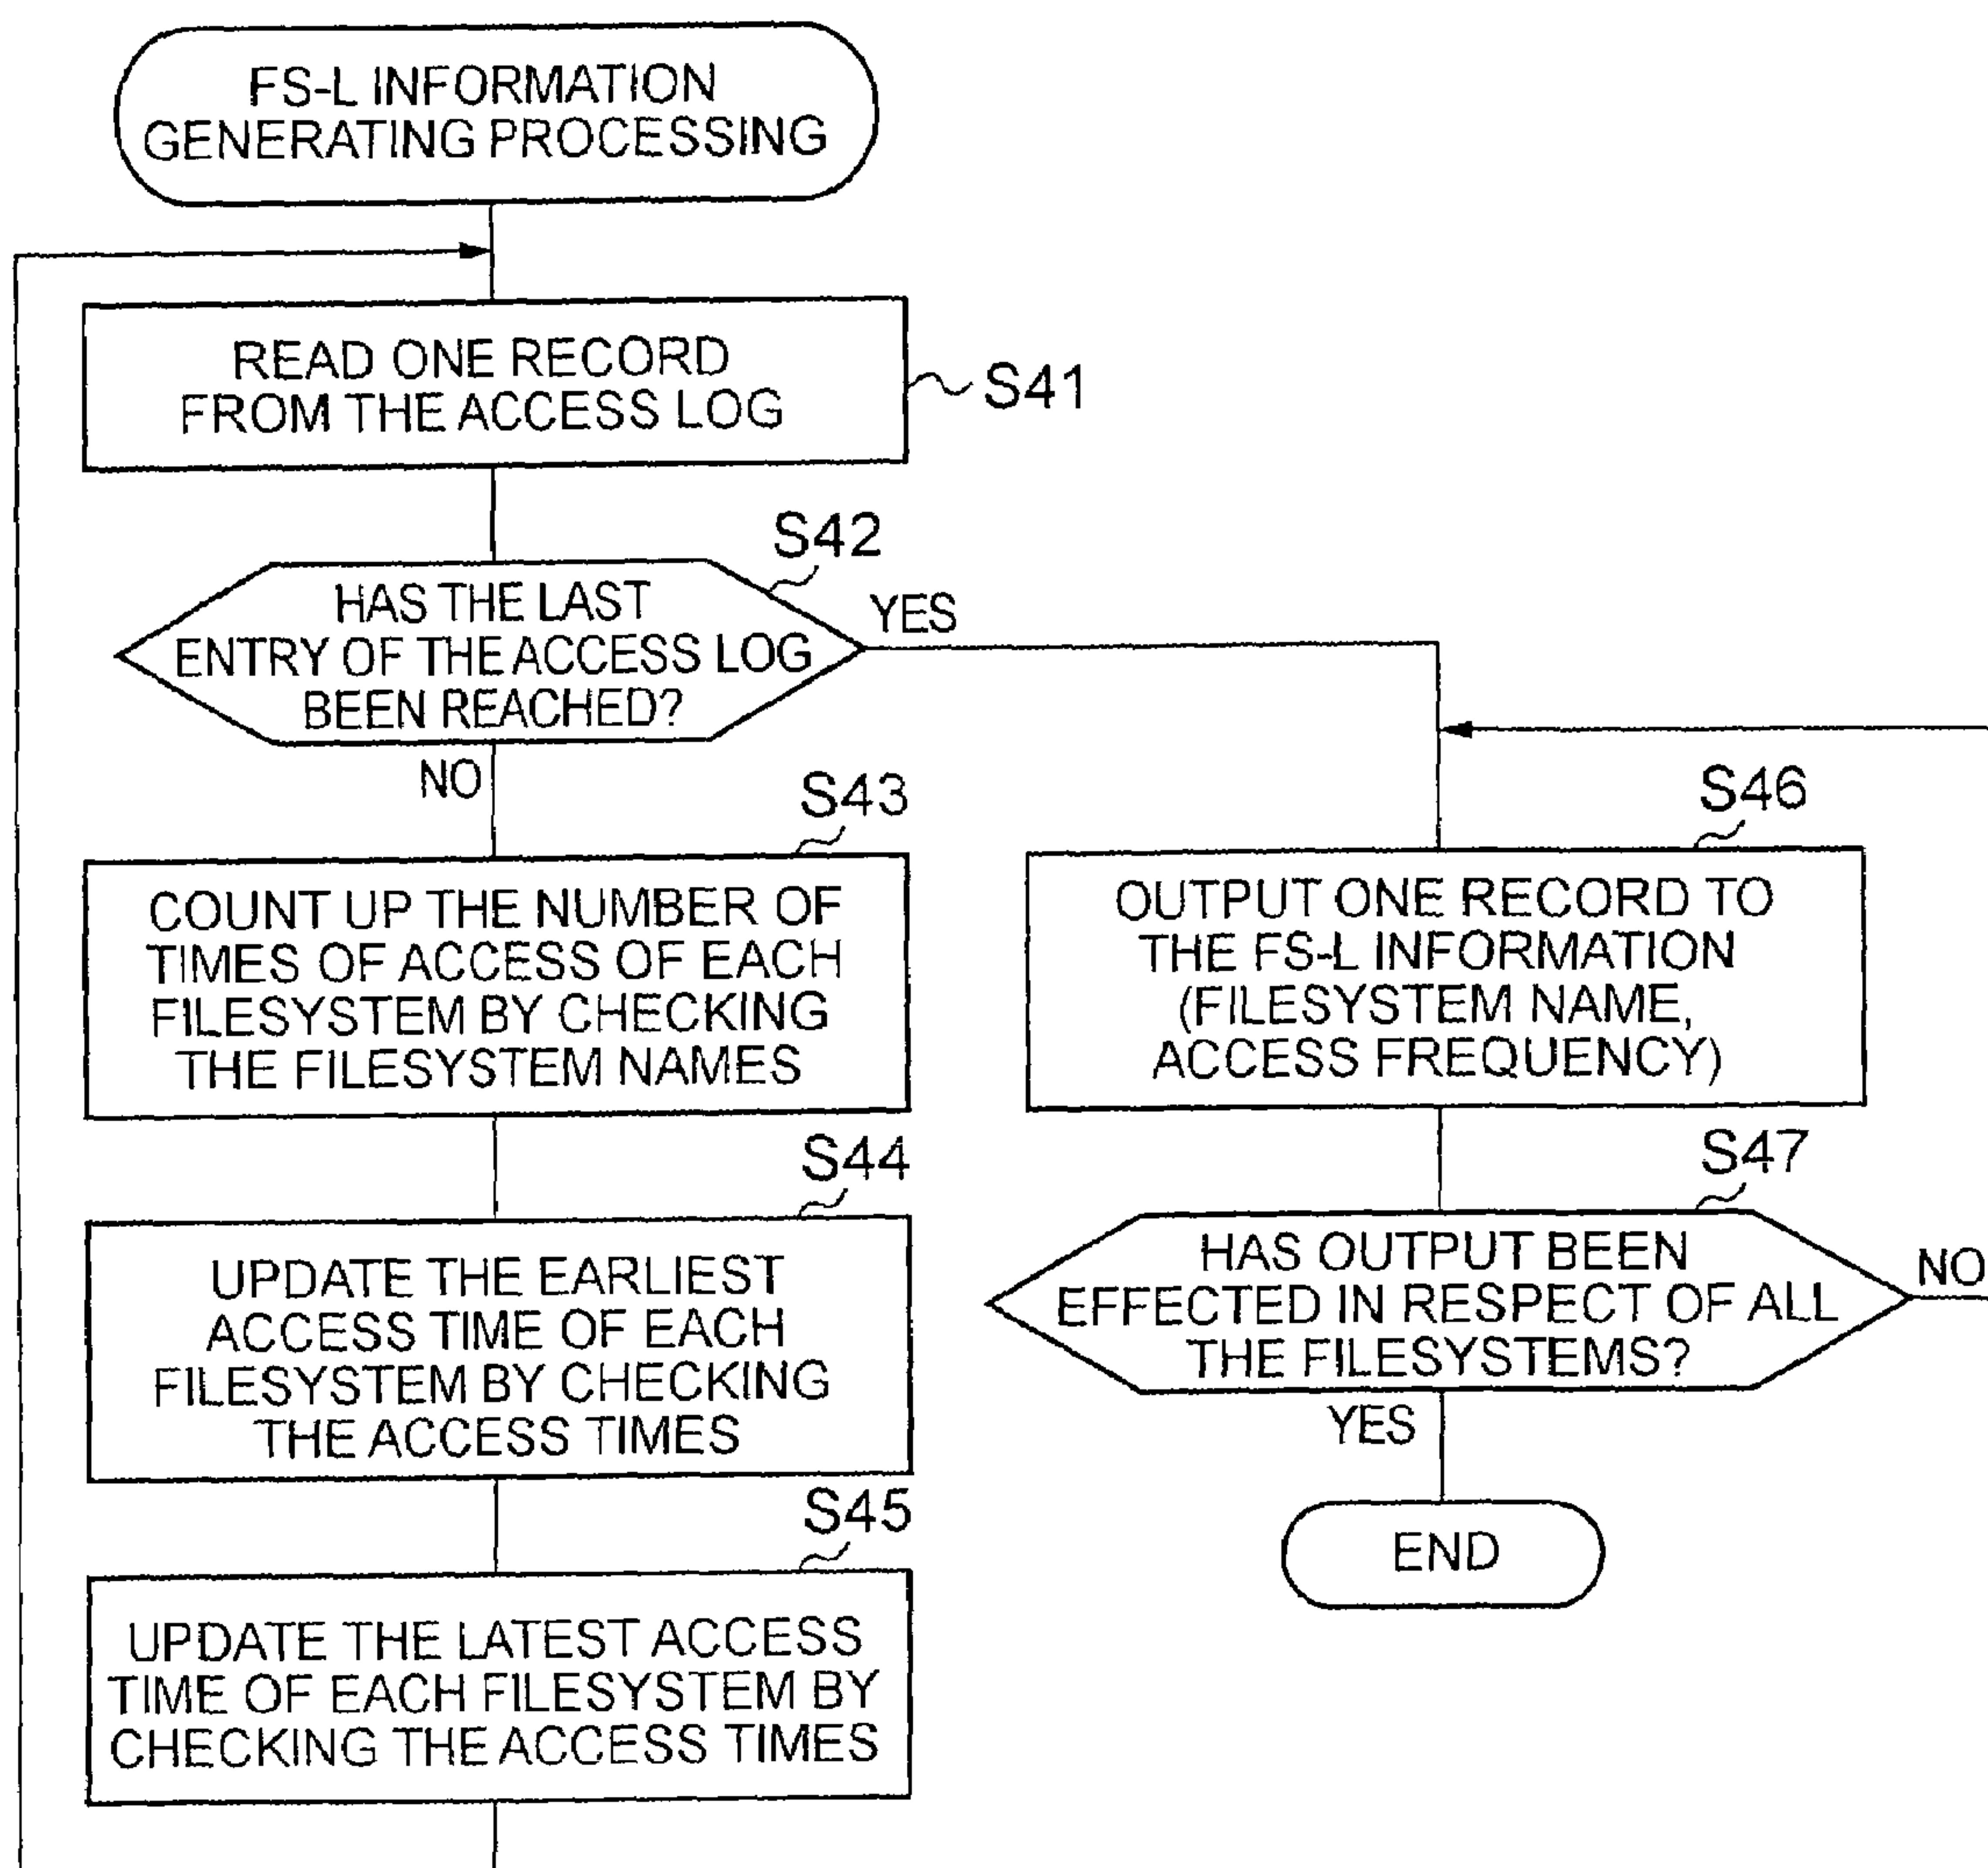 FS-L INFORMATION
GENERATING PROCESSING
READ ONE RECORD
FROM THE ACCESS LOG
S41
S42
HAS THE LAST
ENTRY OF THE ACCESS LOG
BEEN REACHED?
YES
NO
S43
COUNT UP THE NUMBER OF
TIMES OF ACCESS OF EACH
FILESYSTEM BY CHECKING
THE FILESYSTEM NAMES
S44
UPDATE THE EARLIEST
ACCESS TIME OF EACH
FILESYSTEM BY CHECKING
THE ACCESS TIMES
S45
UPDATE THE LATEST ACCESS
TIME OF EACH FILESYSTEM BY
CHECKING THE ACCESS TIMES
S46
OUTPUT ONE RECORD TO
THE FS-L INFORMATION
(FILESYSTEM NAME,
ACCESS FREQUENCY)
S47
HAS OUTPUT BEEN
EFFECTED IN RESPECT OF ALL
THE FILESYSTEMS?
NO
YES
END